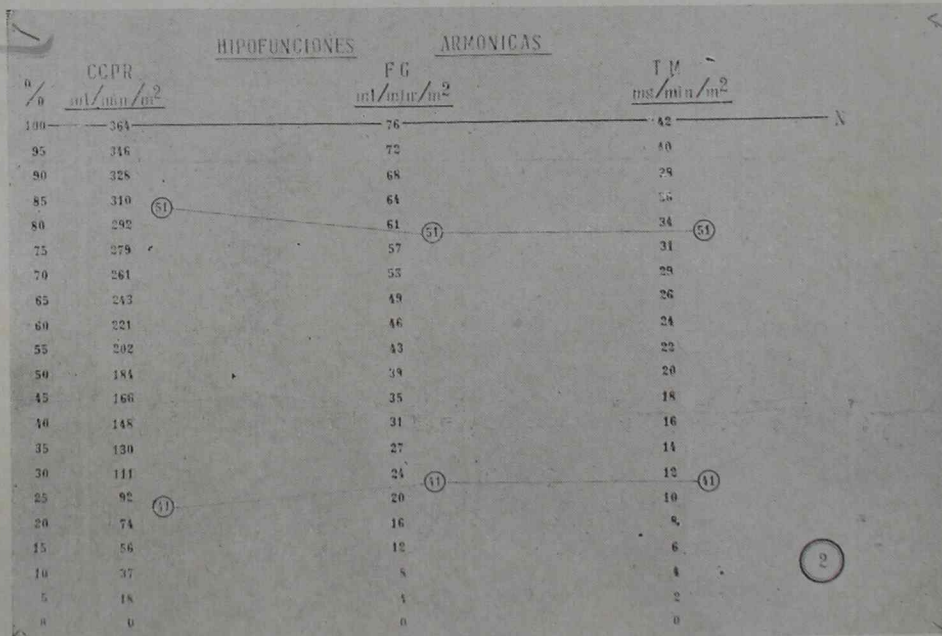 HIPOFUNCIONES ARMONICAS
% CCPR ml/min/m2 FG ml/min/m2 TM mg/min/m2
100 364 76 42 N
95 346 72 40
90 328 68
85 310 64
51
80 292 61 34
51 51
75 279 57 31
70 261 53 29
65 243 49 26
60 221 46 24
55 202 43 22
50 184 39 20
45 166 35 18
40 148 31 16
35 130 27 14
30 111 24 12
41 41
25 92 20 10
41
20 74 16 8
15 56 12 6
2
10 37 8 4
5 18 4 2
0 0 0 0